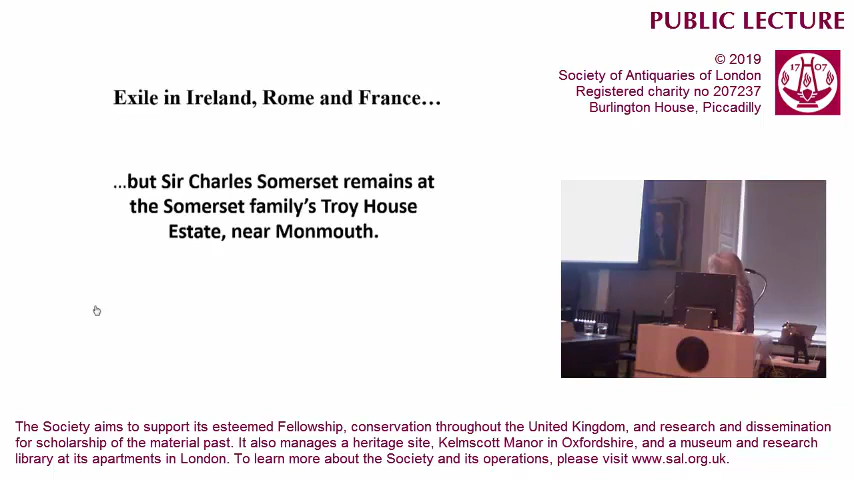 PUBLIC LECTURE
© 2019
Society of Antiquaries of London
Registered charity no 207237
Burlington House, Piccadilly
17 07
Exile in Ireland, Rome and France…
…but Sir Charles Somerset remains at
the Somerset family’s Troy House
Estate, near Monmouth.
The Society aims to support its esteemed Fellowship, conservation throughout the United Kingdom, and research and dissemination
for scholarship of the material past. It also manages a heritage site, Kelmscott Manor in Oxfordshire, and a museum and research
library at its apartments in London. To learn more about the Society and its operations, please visit www.sal.org.uk.